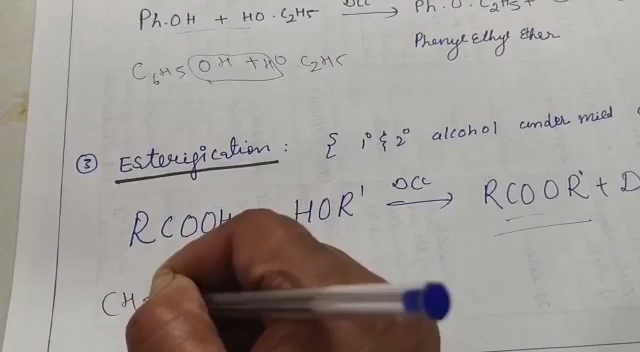 Ph.OH + HO.C₂H₅ DCC → Ph.O.C₂H₅ +
Phenyl Ethyl Ether
C₆H₅ OH + HO C₂H₅
③ Esterification : { 1° & 2° alcohol under mild
RCOOH HOR' DCC → RCOOR' + D
CH